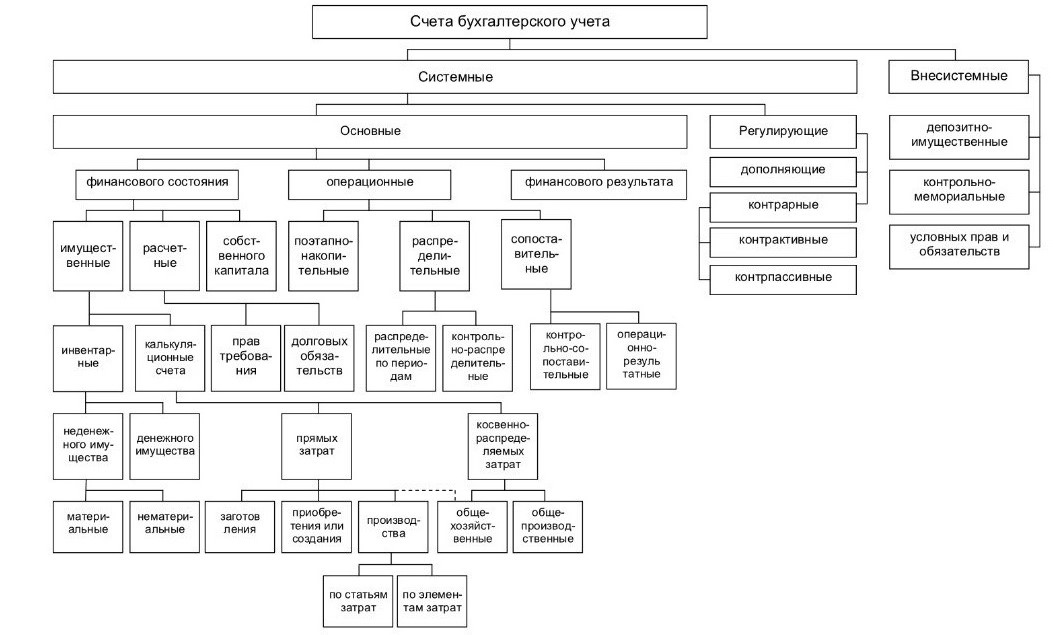 Счета бухгалтерского учета
Системные
Внесистемные
Основные
Регулирующие
депозитно-
имущественные
дополняющие
финансового состояния
операционные
финансового результата
контрольно-
мемориальные
контрарные
имущест-
венные
расчет-
ные
собст-
венного
капитала
поэтапно-
накопи-
тельные
распре-
дели-
тельные
сопоста-
витель-
ные
контрактивные
условных прав и
обязательств
контрпассивные
инвентар-
ные
калькуля-
ционные
счета
прав
требова-
ния
долговых
обяза-
тельств
распреде-
лительные
по перио-
дам
контроль-
но-распре
делитель-
ные
контро-
льно-со-
постави-
тельные
операци-
онно-
резуль
татные
неденеж-
ного иму-
щества
денежного
имущества
прямых
затрат
косвенно-
распреде-
ляемых
затрат
матери-
альные
нематери-
альные
заготов
ления
приобре-
тения или
создания
производ-
ства
обще-
хозяйст-
венные
обще-
производ-
ственные
по статьям
затрат
по элемен-
там затрат